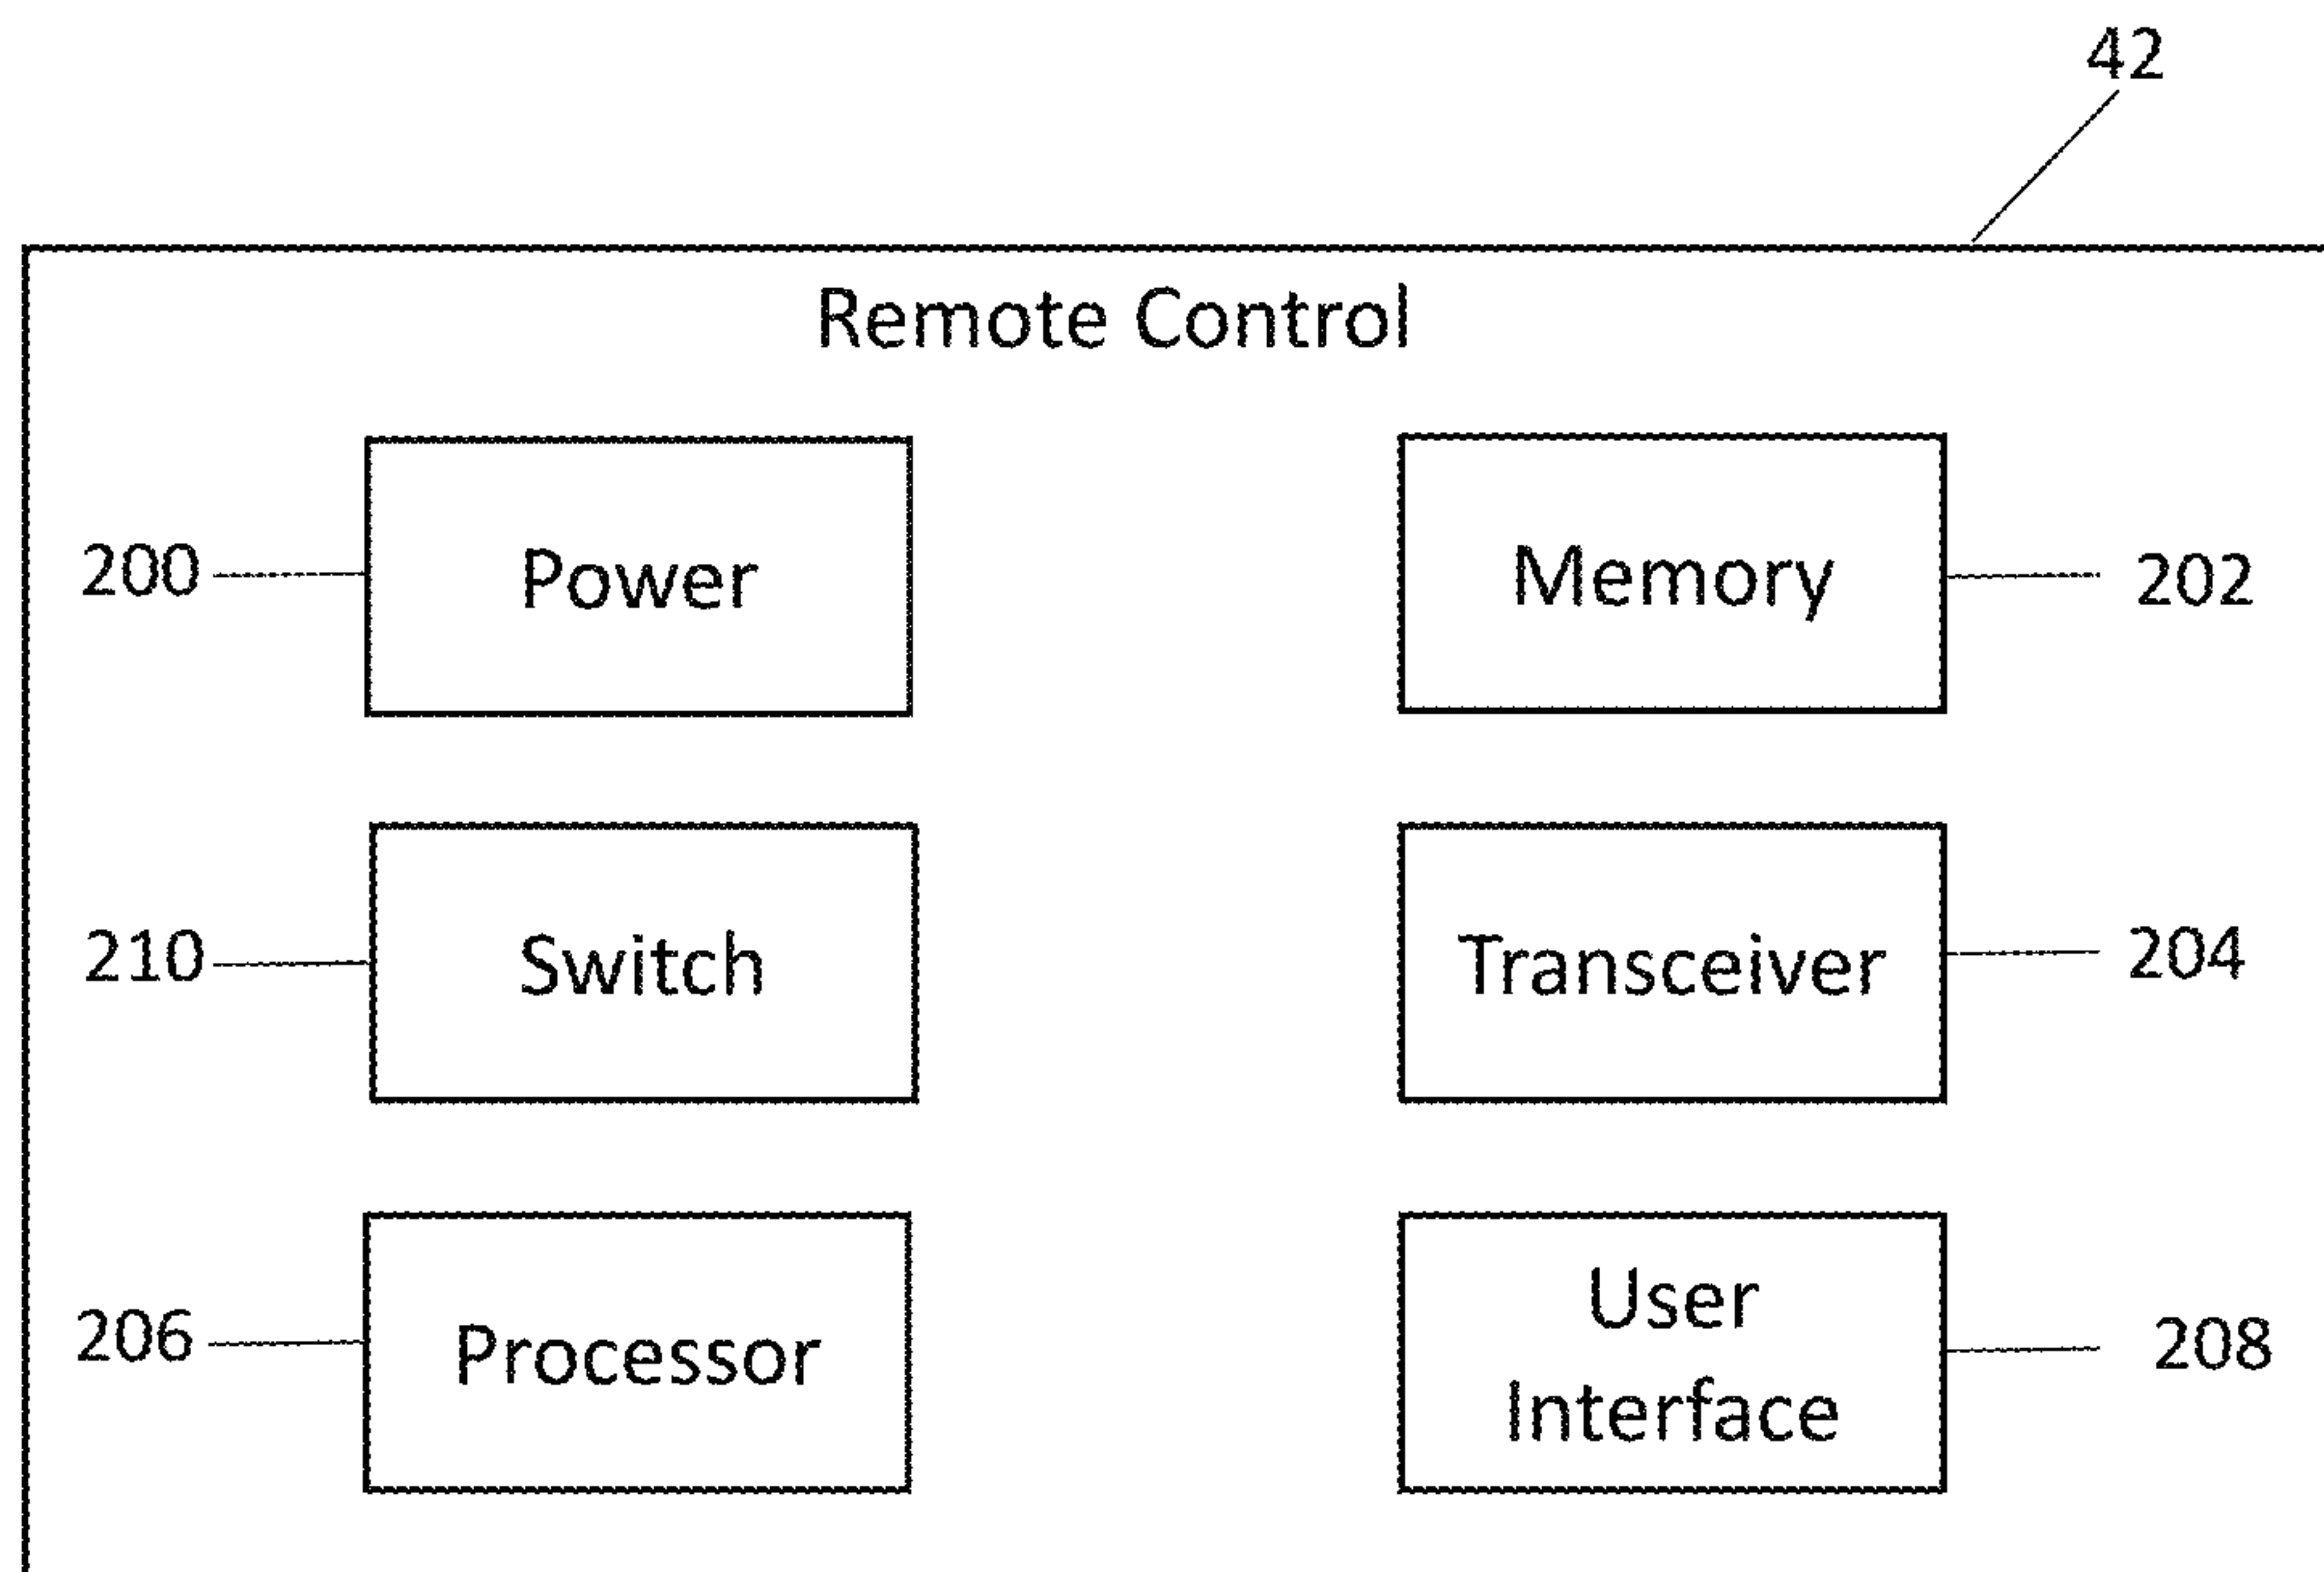 42
Remote Control
200 Power Memory 202
210 Switch Transceiver 204
206 Processor User Interface 208